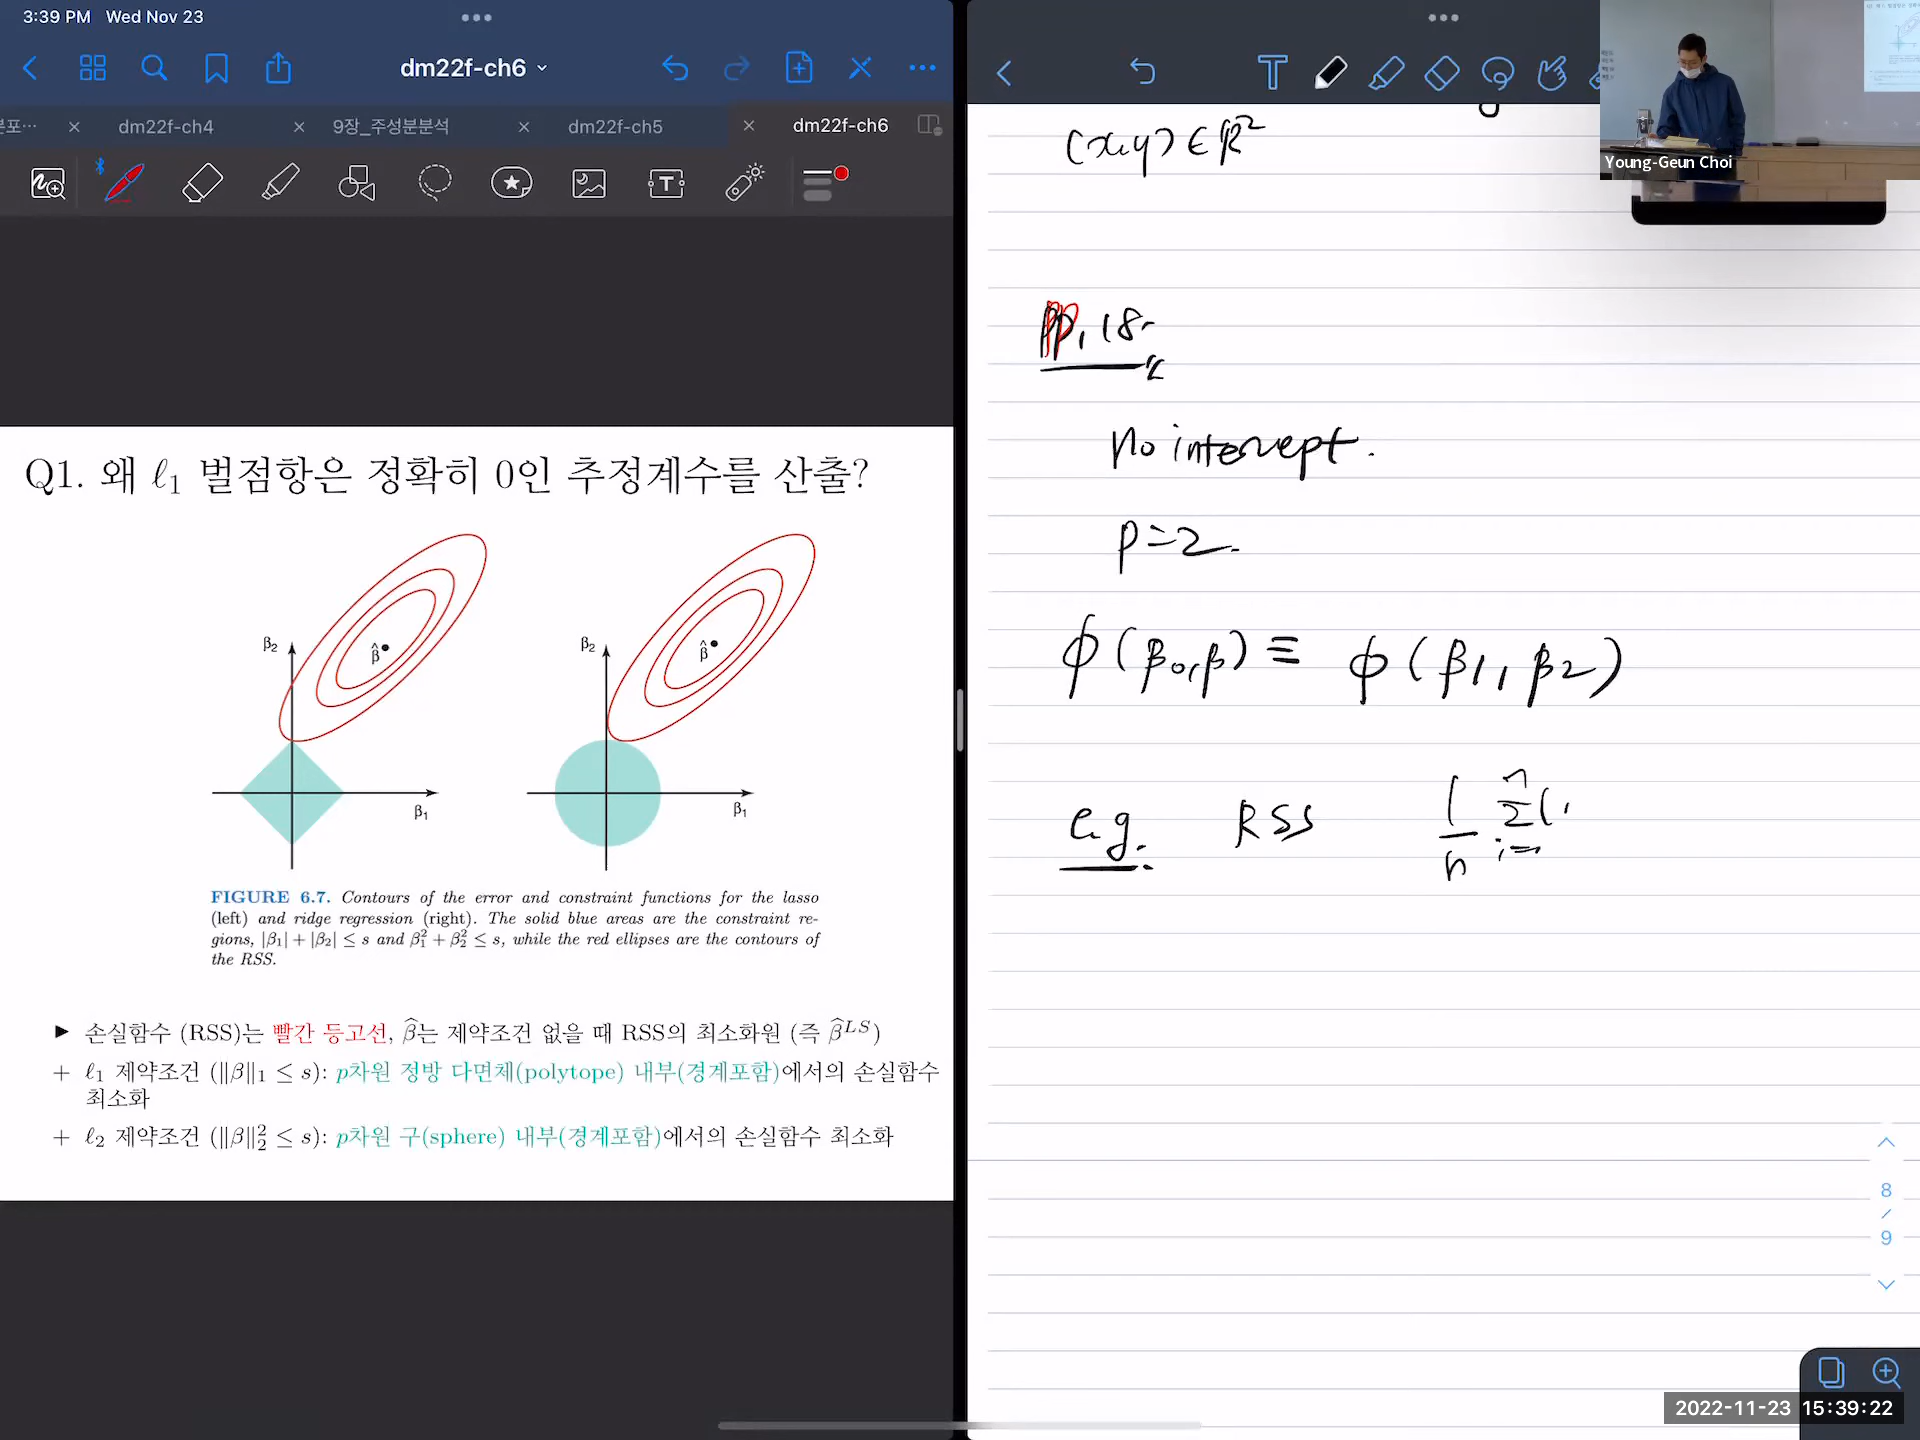 3:39 PM Wed Nov 23
dm22f-ch6
dm22f-ch4
9장_주성분분석
dm22f-ch5
dm22f-ch6
Q1. 왜 ℓ₁ 벌점항은 정확히 0인 추정계수를 산출?
β₂
β̂
β₁
β₂
β̂
β₁
FIGURE 6.7. Contours of the error and constraint functions for the lasso
(left) and ridge regression (right). The solid blue areas are the constraint re-
gions, |β₁| + |β₂| ≤ s and β₁² + β₂² ≤ s, while the red ellipses are the contours of
the RSS.
▶ 손실함수 (RSS)는 빨간 등고선, β̂는 제약조건 없을 때 RSS의 최소화원 (즉 β̂^LS)
+ ℓ₁ 제약조건 (‖β‖₁ ≤ s): p차원 정방 다면체(polytope) 내부(경계포함)에서의 손실함수
최소화
+ ℓ₂ 제약조건 (‖β‖₂² ≤ s): p차원 구(sphere) 내부(경계포함)에서의 손실함수 최소화
(x,y) ∈ ℝ²
pp. 18.
No intercept.
p=2.
φ(β₀,β) ≡ φ(β1, β2)
e.g. RSS 1/n Σ
Young-Geun Choi
8
/
9
2022-11-23 15:39:22